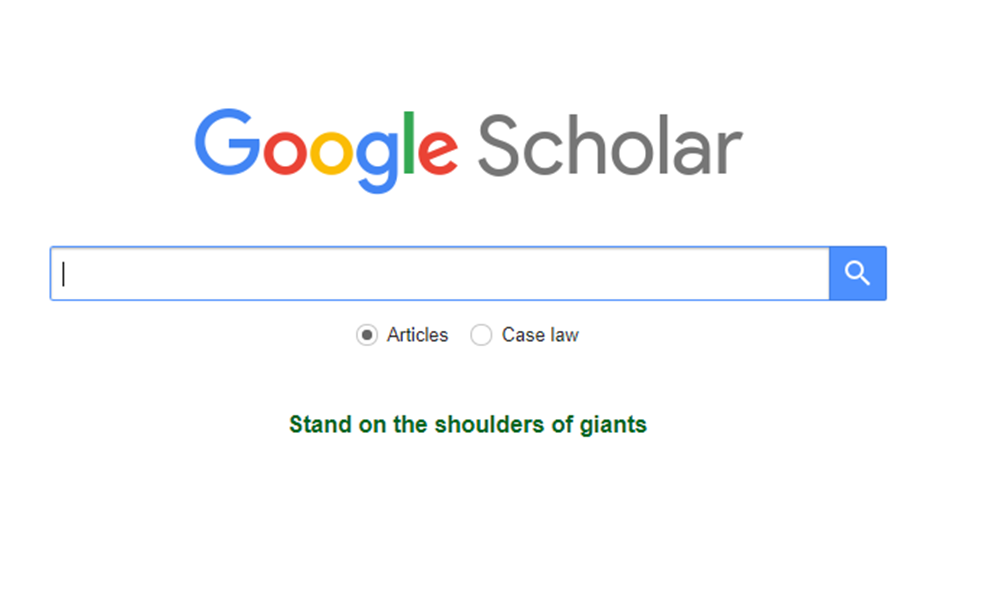 Google Scholar
Articles Case law
Stand on the shoulders of giants